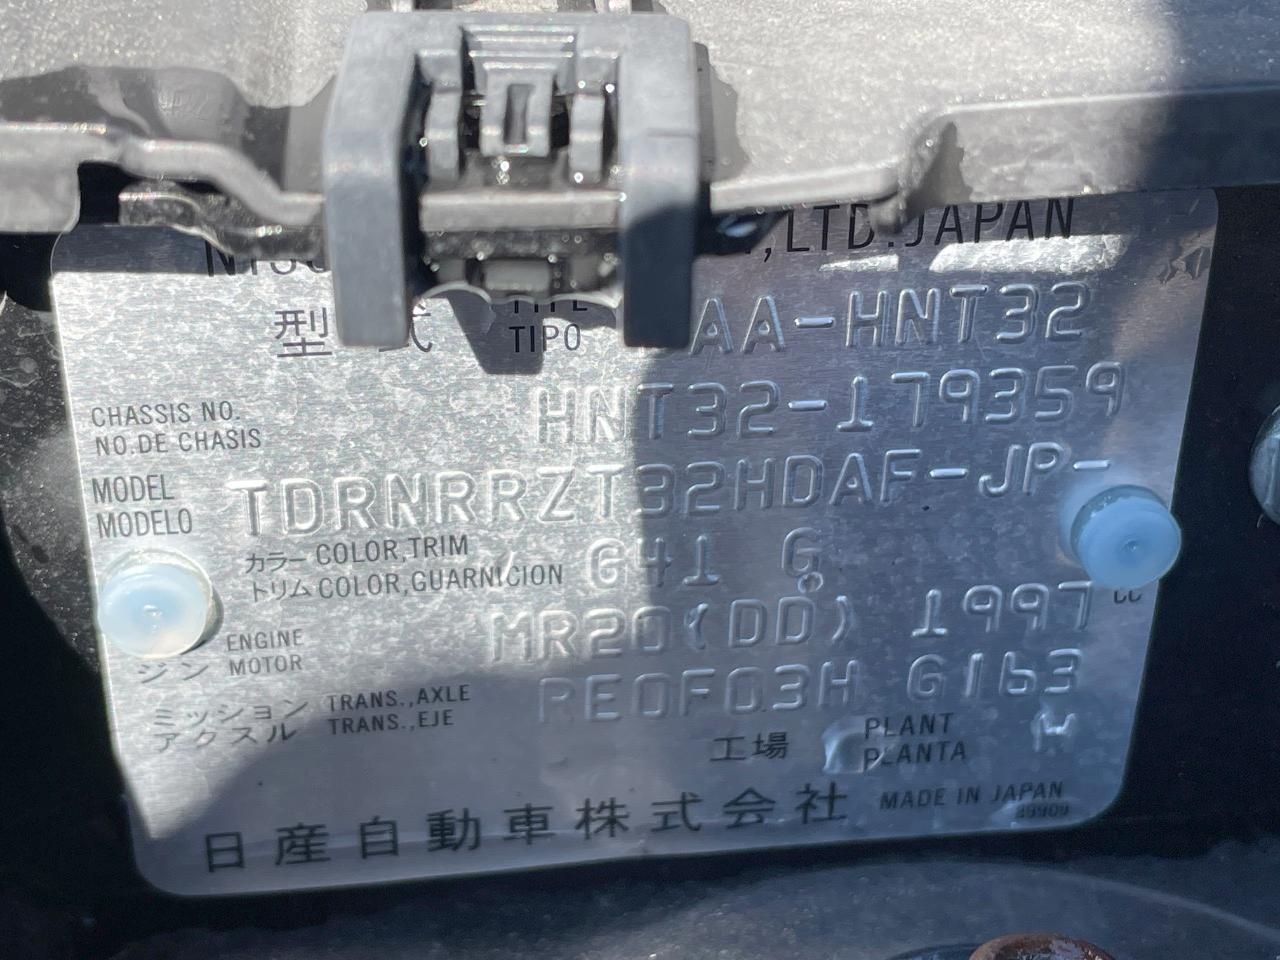 ,LTD.JAPAN
型 式 TIPO AA-HNT32
CHASSIS NO.
NO.DE CHASIS
HNT32-179359
MODEL
MODELO
TDRNRRZT32HDAF-JP-
カラー COLOR,TRIM
トリム COLOR,GUARNICION
G41 G
ENGINE
ジン MOTOR
MR20(DD) 1997 CC
ミッション TRANS.,AXLE
アクスル TRANS.,EJE
RE0F03H G163
工場 PLANT
PLANTA
W
日産自動車株式会社 MADE IN JAPAN